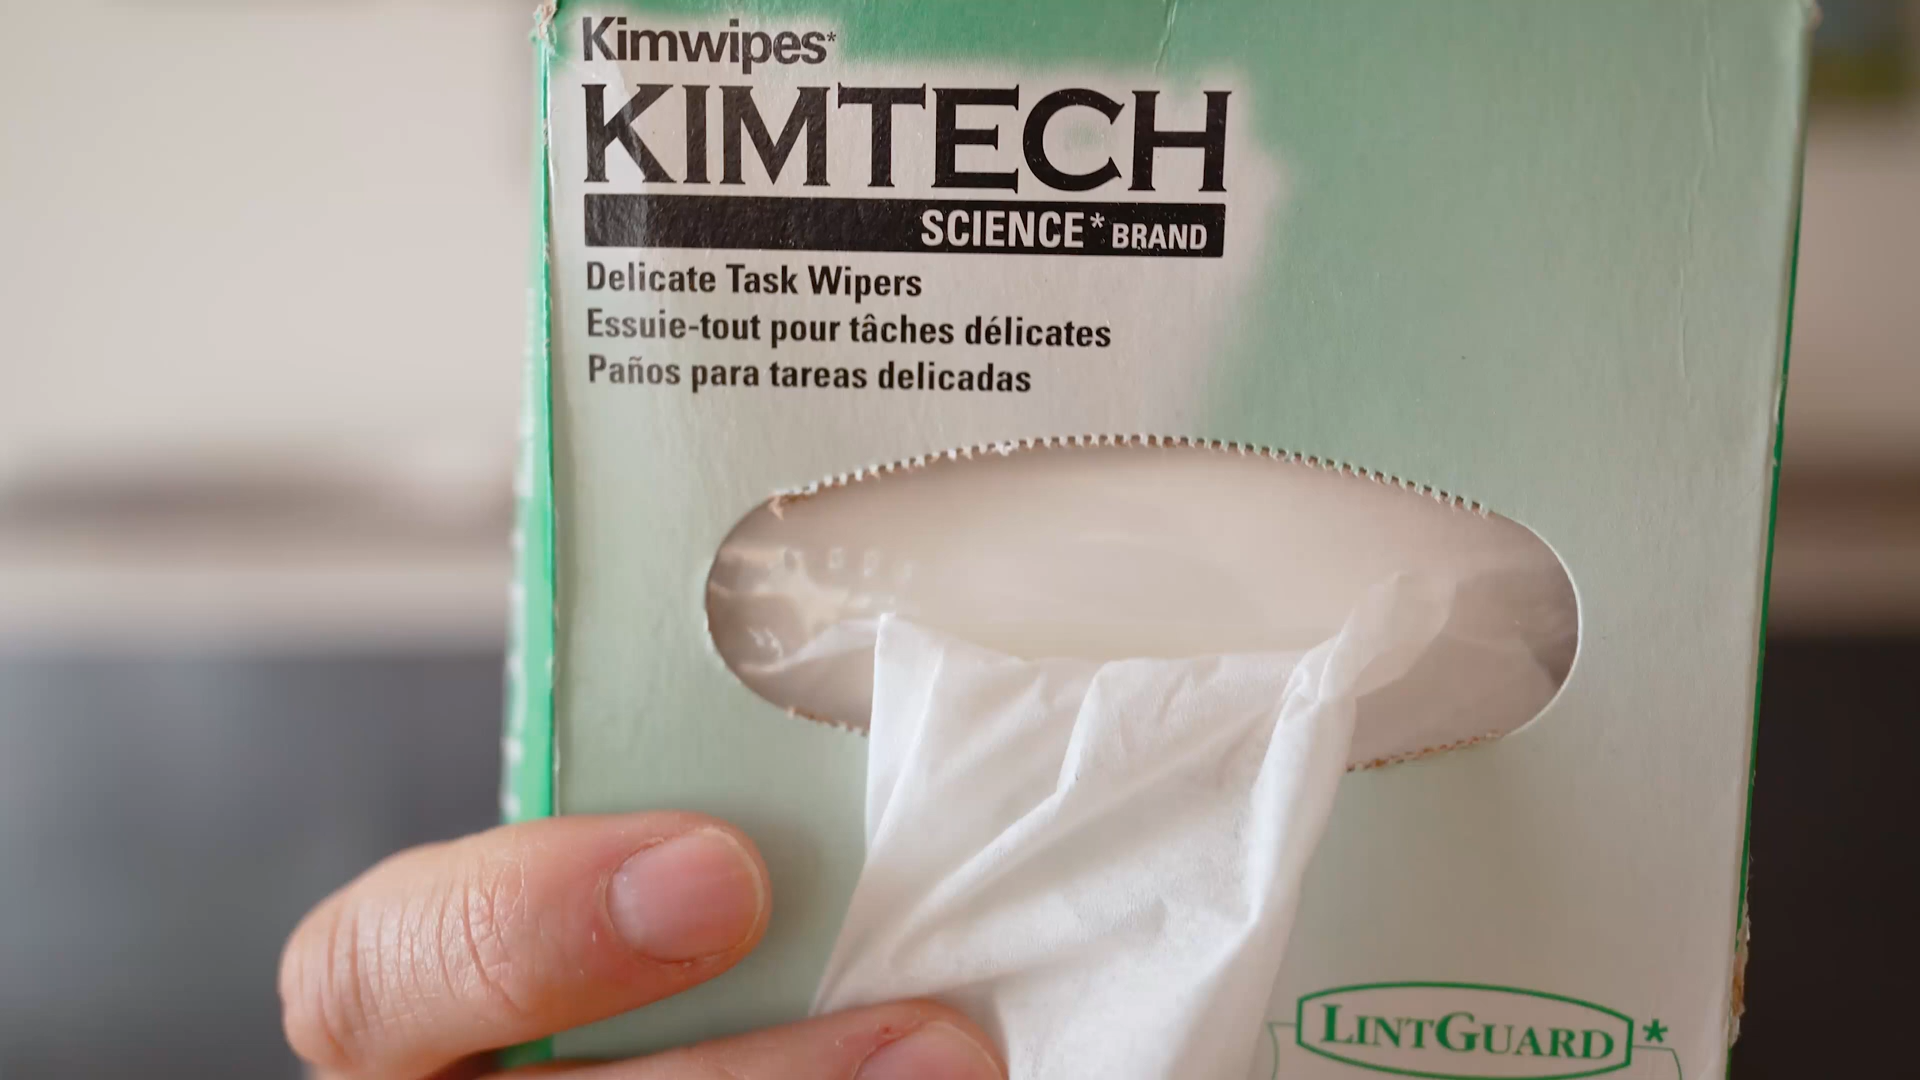 Kimwipes*
KIMTECH
SCIENCE* BRAND
Delicate Task Wipers
Essuie-tout pour tâches délicates
Paños para tareas delicadas
LINTGUARD*